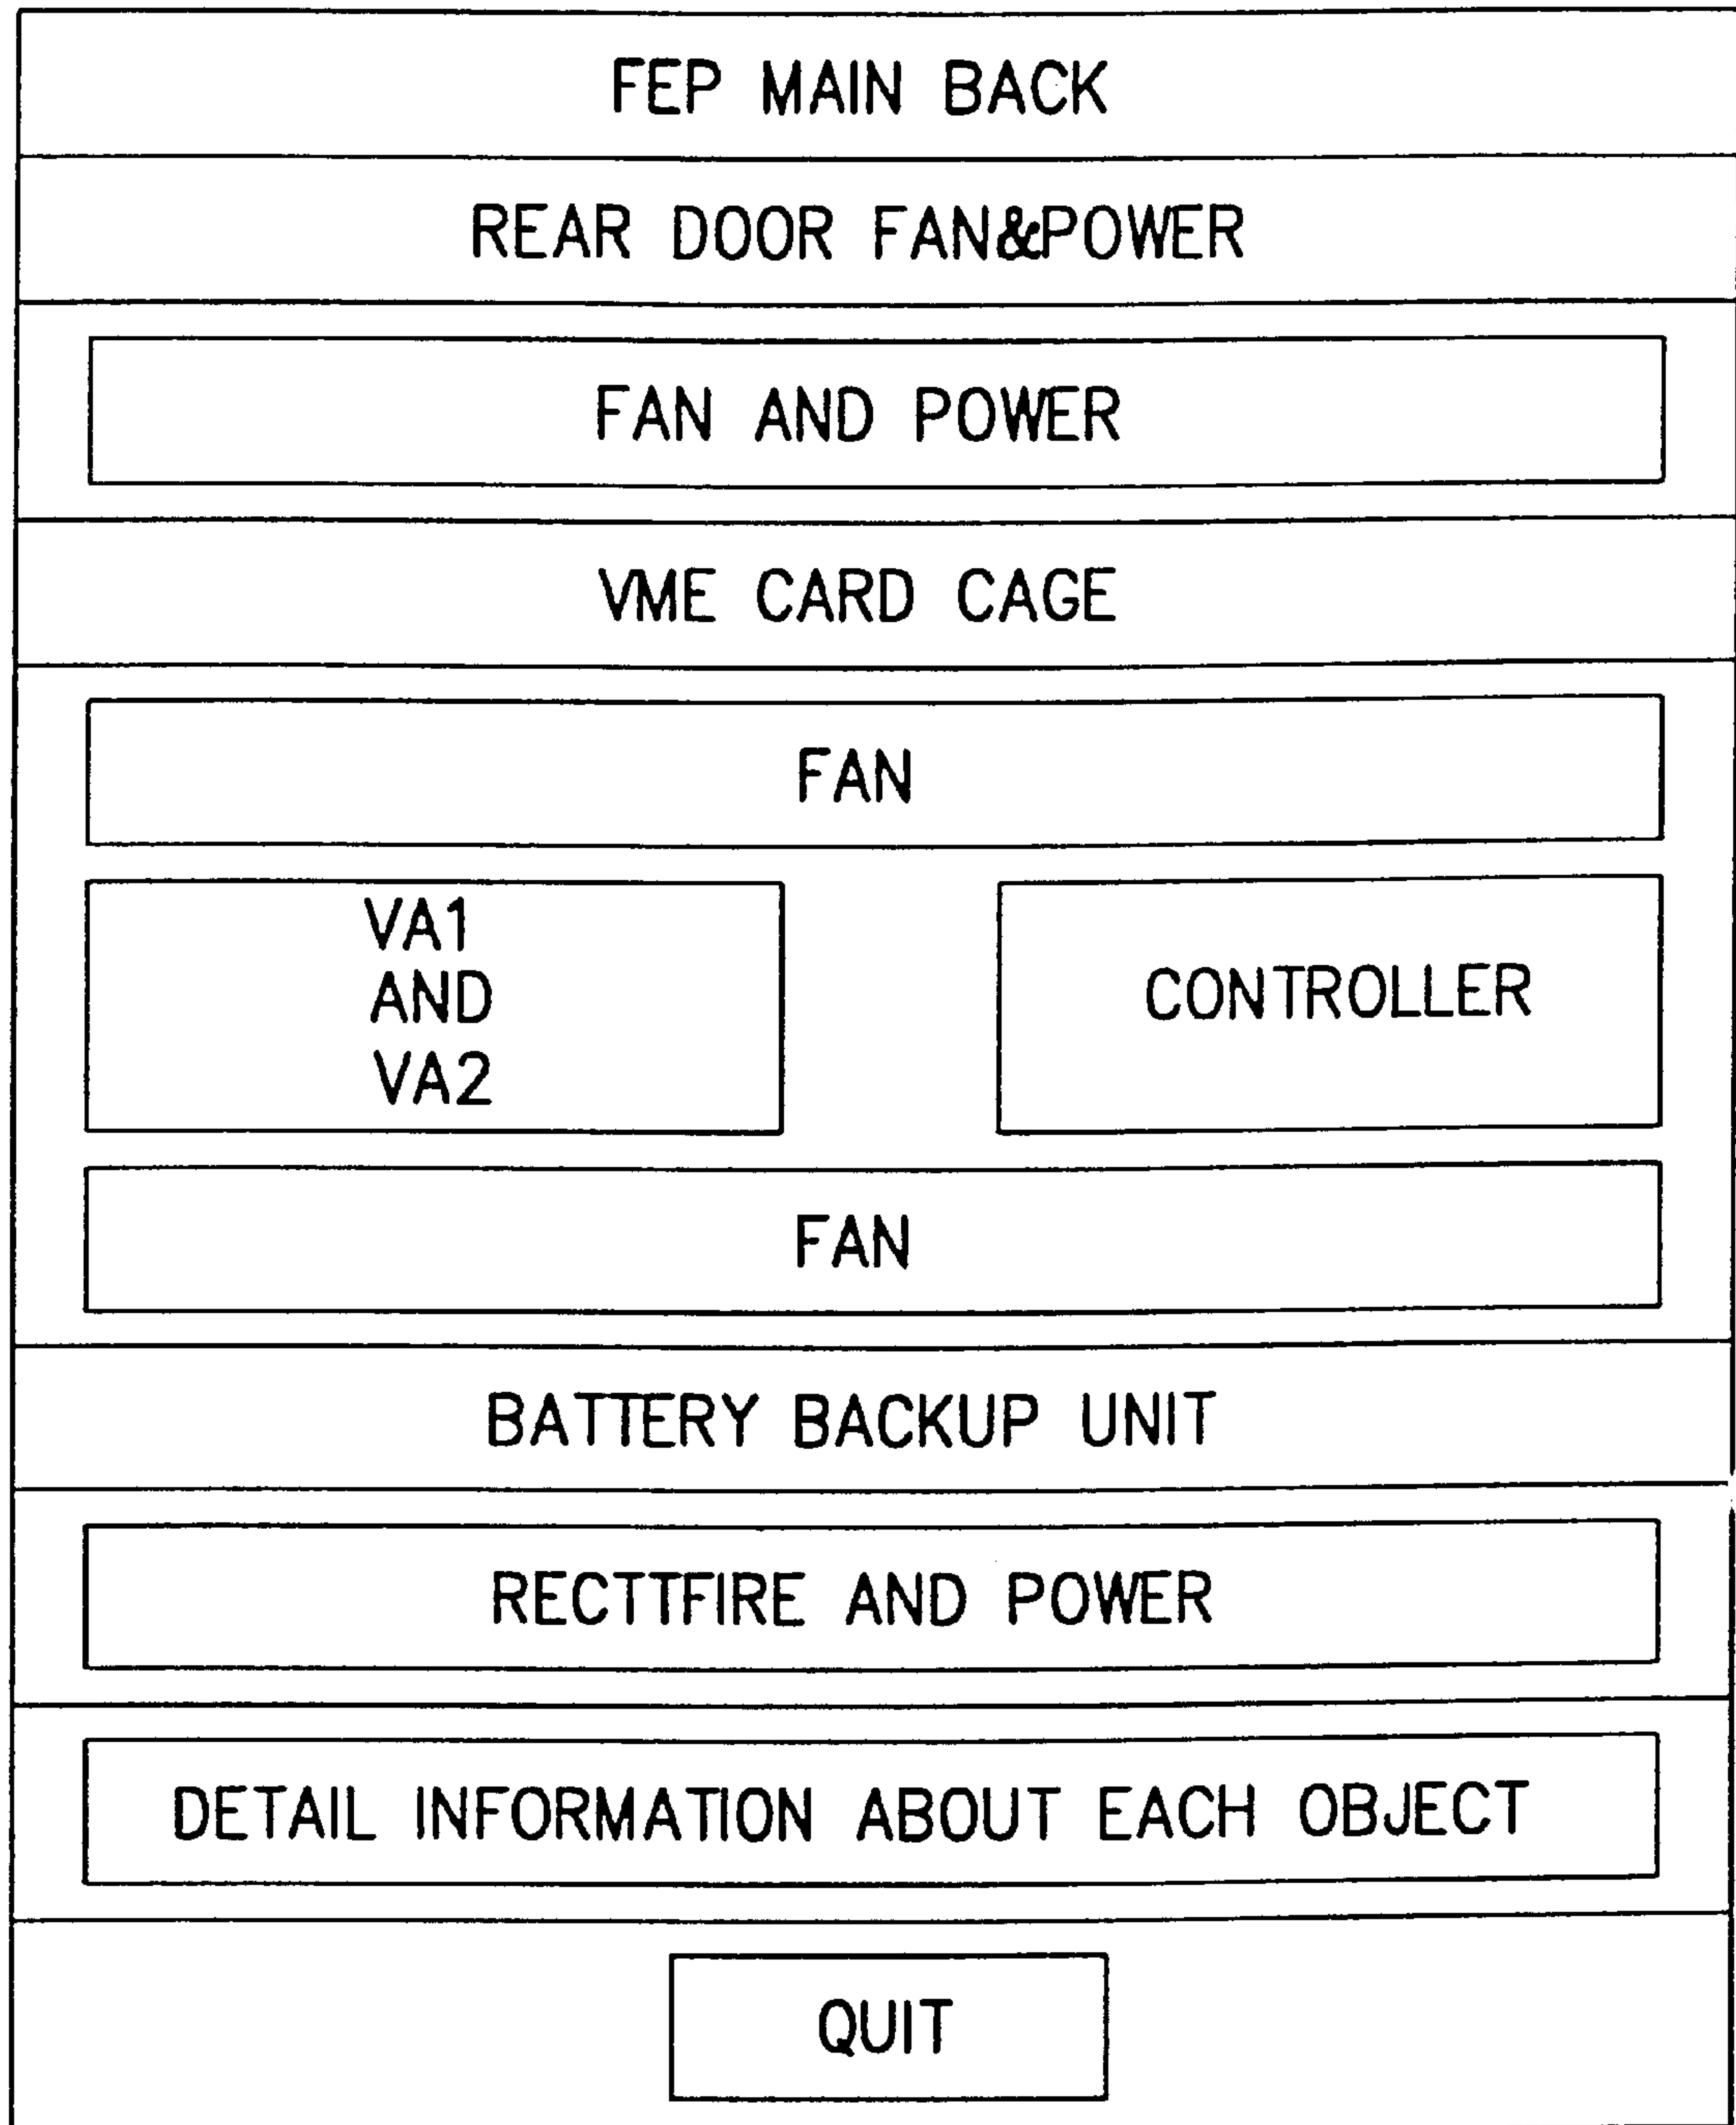 FEP MAIN BACK
REAR DOOR FAN&POWER
FAN AND POWER
VME CARD CAGE
FAN
VA1
AND
VA2
CONTROLLER
FAN
BATTERY BACKUP UNIT
RECTTFIRE AND POWER
DETAIL INFORMATION ABOUT EACH OBJECT
QUIT